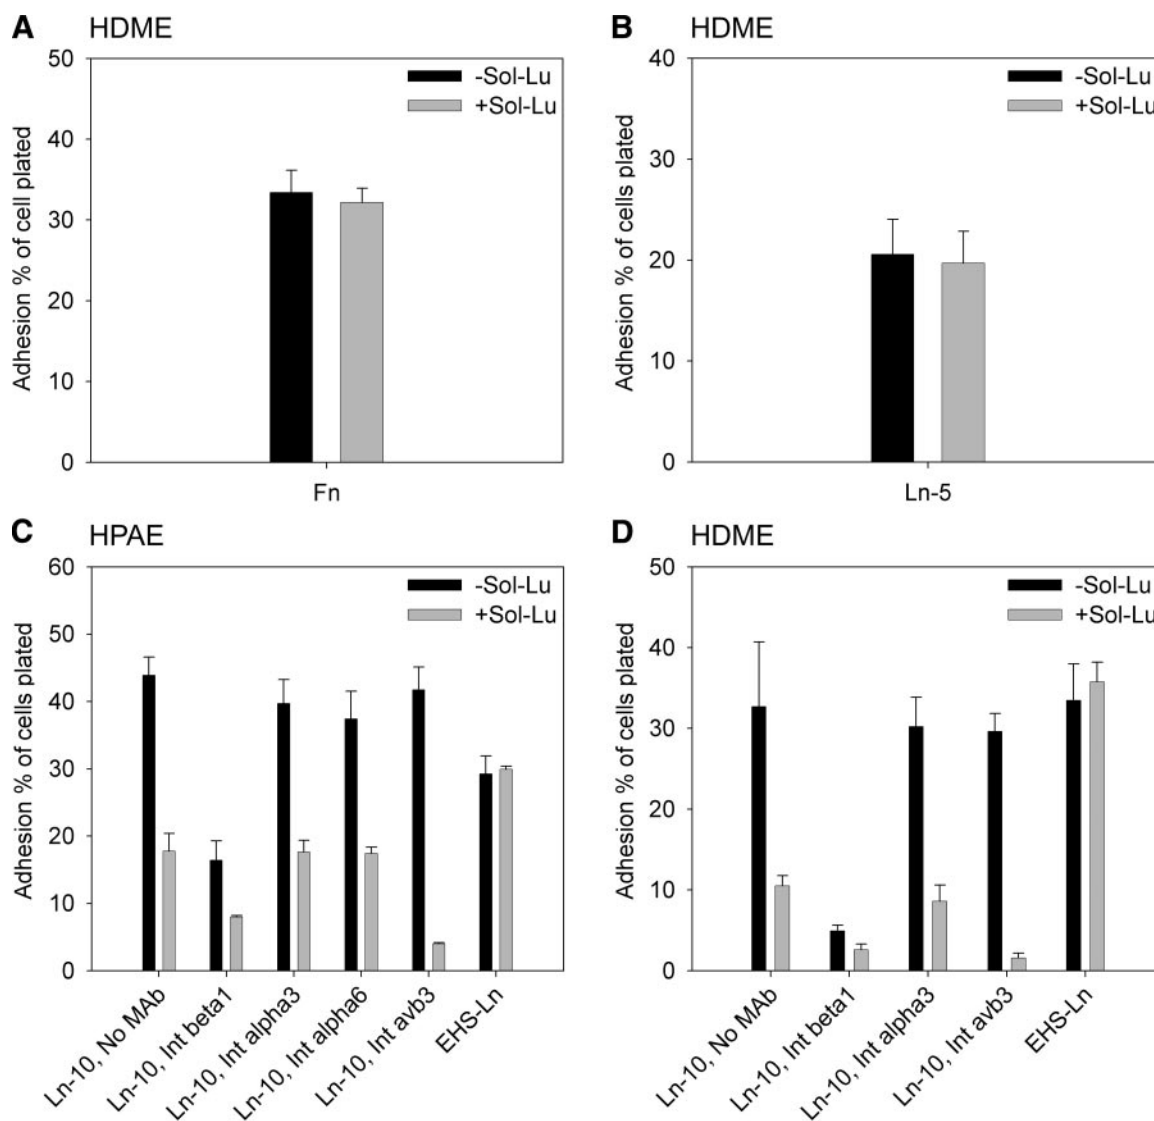 A HDME
50
40
30
20
10
0
Adhesion % of cell plated
-Sol-Lu
+Sol-Lu
Fn
B HDME
40
30
20
10
0
Adhesion % of cells plated
-Sol-Lu
+Sol-Lu
Ln-5
C HPAE
60
50
40
30
20
10
0
Adhesion % of cells plated
-Sol-Lu
+Sol-Lu
Ln-10, No MAb
Ln-10, Int beta1
Ln-10, Int alpha3
Ln-10, Int alpha6
Ln-10, Int avb3
EHS-Ln
D HDME
50
40
30
20
10
0
Adhesion % of cells plated
-Sol-Lu
+Sol-Lu
Ln-10, No MAb
Ln-10, Int beta1
Ln-10, Int alpha3
Ln-10, Int avb3
EHS-Ln